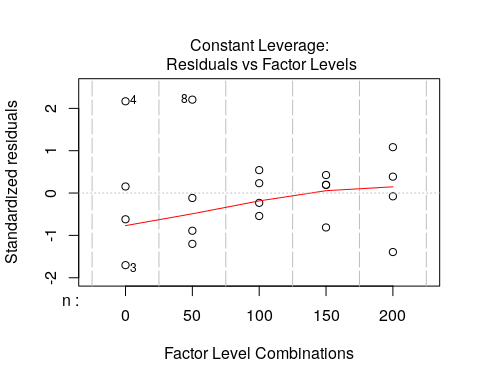 Constant Leverage:
Residuals vs Factor Levels
Standardized residuals
2
1
0
-1
-2
4
8
3
n :
0 50 100 150 200
Factor Level Combinations